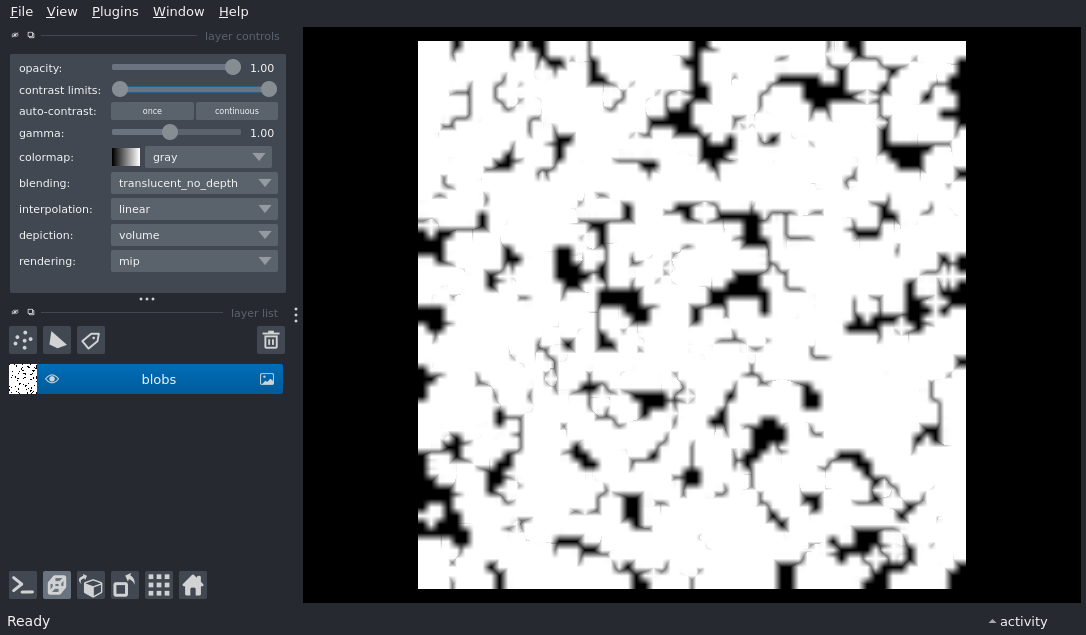 File View Plugins Window Help
layer controls
opacity: 1.00
contrast limits:
auto-contrast: once continuous
gamma: 1.00
colormap: gray
blending: translucent_no_depth
interpolation: linear
depiction: volume
rendering: mip
layer list
blobs
Ready
activity